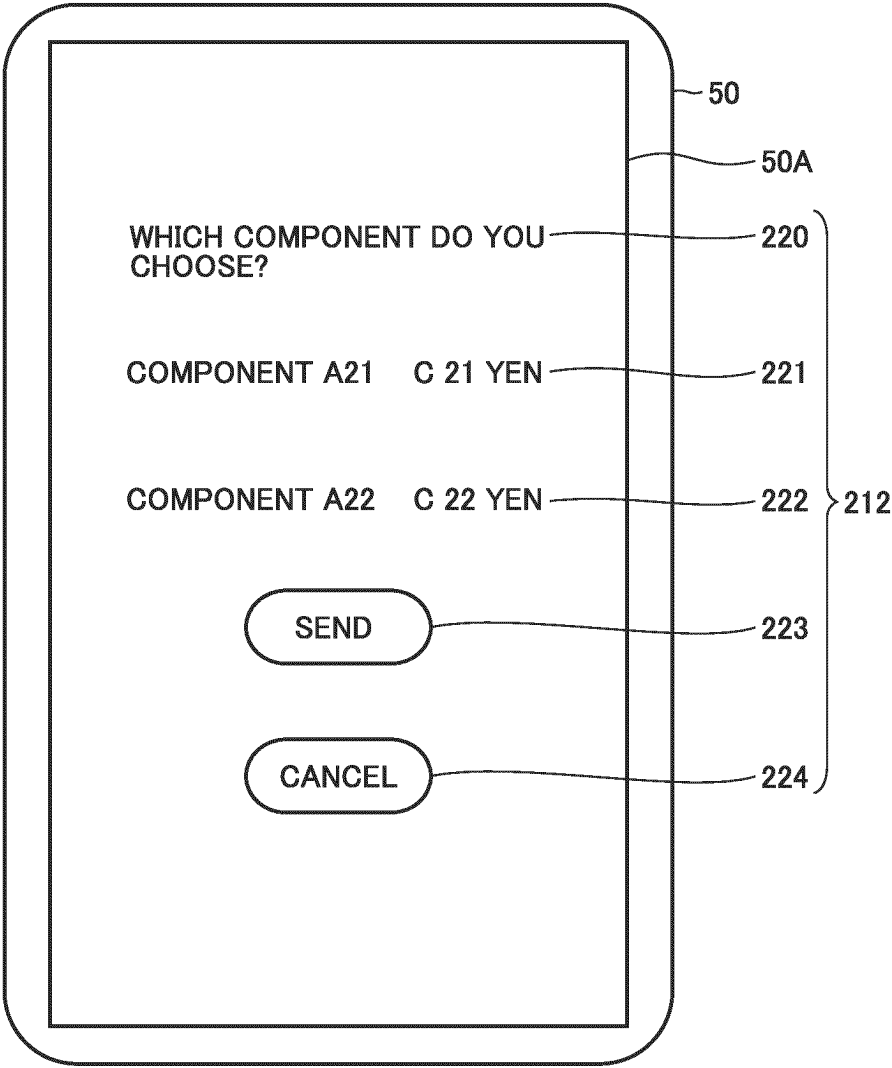 50
50A
WHICH COMPONENT DO YOU 220
CHOOSE?
COMPONENT A21 C 21 YEN 221
COMPONENT A22 C 22 YEN 222
212
SEND 223
CANCEL 224